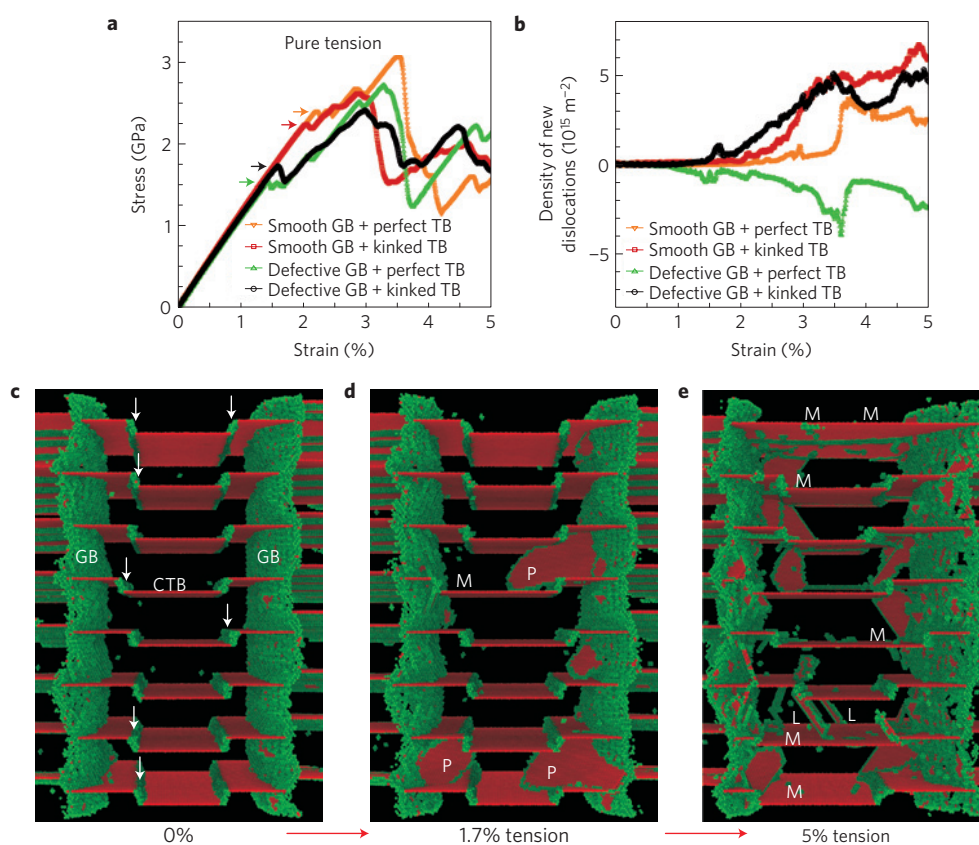 a
Pure tension
3
2
1
0
Stress (GPa)
Smooth GB + perfect TB
Smooth GB + kinked TB
Defective GB + perfect TB
Defective GB + kinked TB
0 1 2 3 4 5
Strain (%)
b
5
0
−5
Density of new
dislocations (10¹⁵ m⁻²)
Smooth GB + perfect TB
Smooth GB + kinked TB
Defective GB + perfect TB
Defective GB + kinked TB
0 1 2 3 4 5
Strain (%)
c
GB
CTB
GB
0%
d
P
M
P
P
1.7% tension
e
M M
M
M
L L
M
M
5% tension